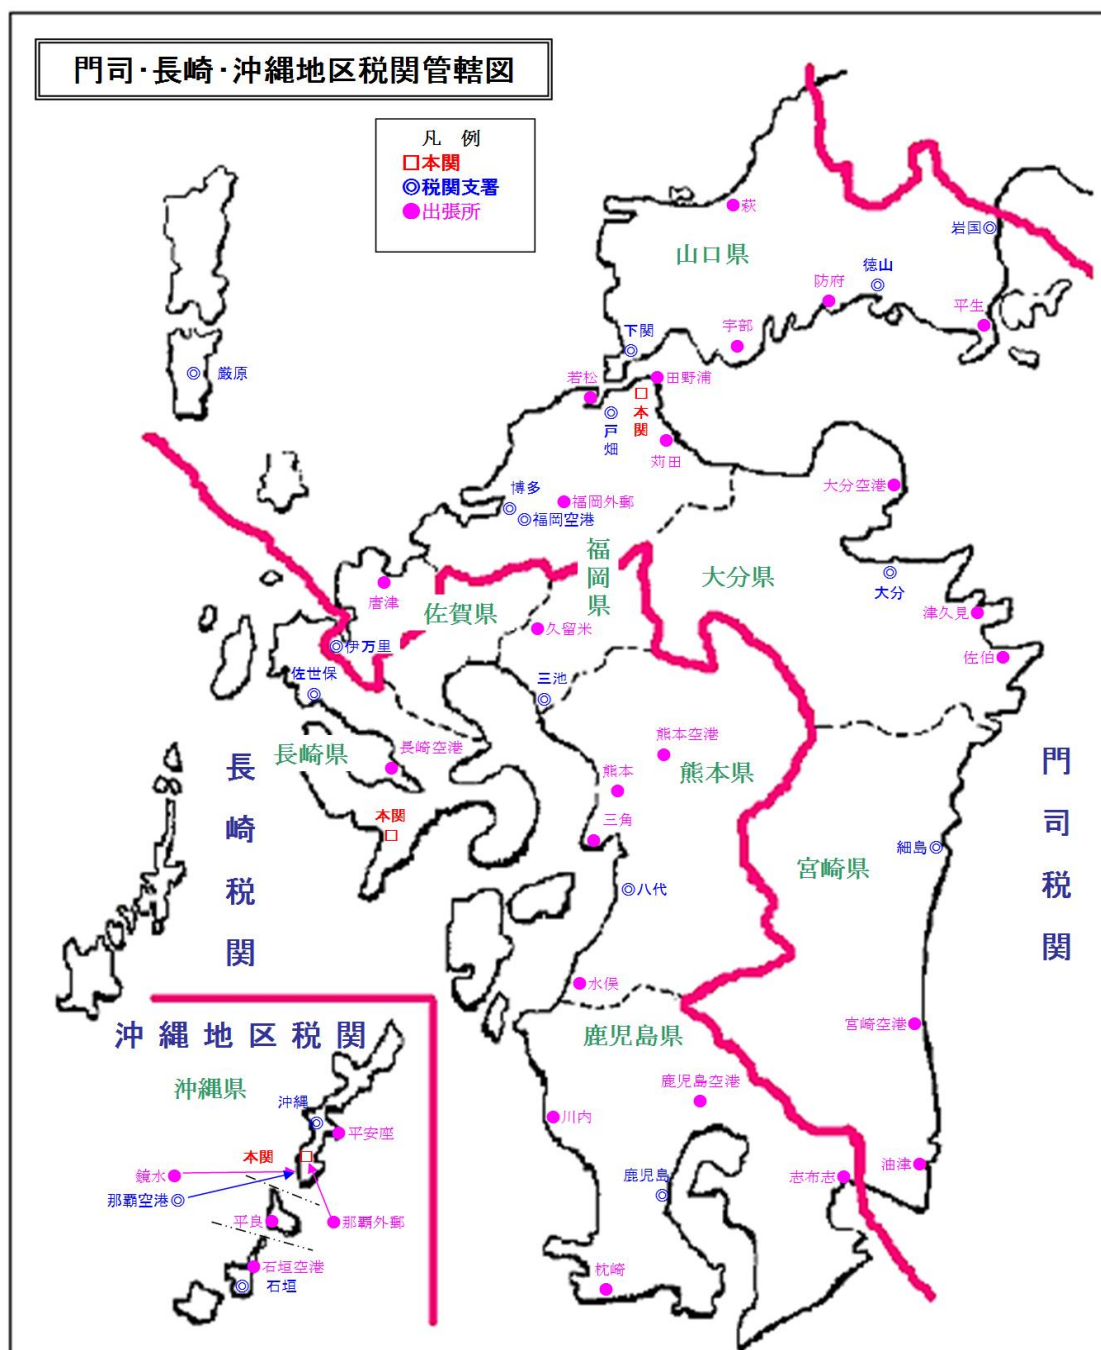 門司・長崎・沖縄地区税関管轄図
凡 例
□本関
◎税関支署
●出張所
萩
岩国◎
山口県
徳山
防府
平生
宇部
下関
厳原
若松
田野浦
□本関
戸畑
苅田
博多
福岡外郵
◎福岡空港
大分空港
福岡県
大分県
大分
唐津
佐賀県
久留米
津久見
◎伊万里
佐伯
佐世保
三池
長崎県
長崎空港
熊本空港
熊本県
長崎税関
門司税関
熊本
本関
□
三角
細島◎
宮崎県
◎八代
水俣
宮崎空港
鹿児島県
沖縄地区税関
沖縄県
鹿児島空港
沖縄
川内
平安座
本関
□
鏡水
那覇空港◎
鹿児島
志布志
油津
平良
那覇外郵
石垣空港
◎
石垣
枕崎